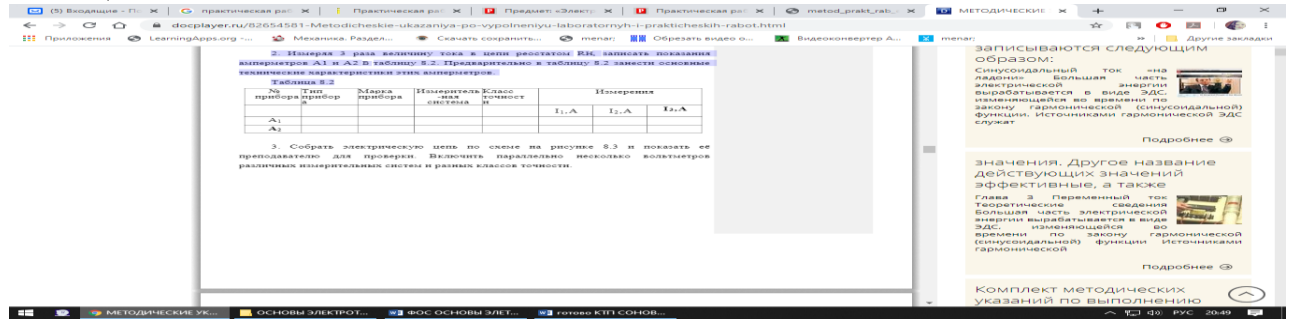 (5) Входящие - По
практическая раб
Практическая раб
Предмет: «Электр
Практическая раб
metod_prakt_rab_
МЕТОДИЧЕСКИЕ
docplayer.ru/82654581-Metodicheskie-ukazaniya-po-vypolneniyu-laboratornyh-i-prakticheskih-rabot.html
Приложения LearningApps.org -... Механика. Раздел... Скачать сохранить... menar; Обрезать видео о... Видеоконвертер А... menar; » Другие закладки
2. Измеряя 3 раза величину тока в цепи реостатом Rн, записать показания
амперметров А1 и А2 в таблицу 8.2. Предварительно в таблицу 8.2 занести основные
технические характеристики этих амперметров.
Таблица 8.2
№ прибора
Тип прибор а
Марка прибора
Измеритель -ная система
Класс точност и
Измерения
I₁, А I₂, А I₃, А
А₁
А₂
3. Собрать электрическую цепь по схеме на рисунке 8.3 и показать её
преподавателю для проверки. Включить параллельно несколько вольтметров
различных измерительных систем и разных классов точности.
записываются следующим
образом:
Синусоидальный ток «на
ладони» Большая часть
электрической энергии
вырабатывается в виде ЭДС,
изменяющейся во времени по
закону гармонической (синусоидальной)
функции. Источниками гармонической ЭДС
служат
Подробнее
значения. Другое название
действующих значений
эффективные, а также
Глава 3 Переменный ток
Теоретические сведения
Большая часть электрической
энергии вырабатывается в виде
ЭДС, изменяющейся во
времени по закону гармонической
(синусоидальной) функции Источниками
гармонической
Подробнее
Комплект методических
указаний по выполнению
МЕТОДИЧЕСКИЕ УК... ОСНОВЫ ЭЛЕКТРОТ... ФОС ОСНОВЫ ЭЛЕТ... готово КТП СОНОВ... РУС 20:49